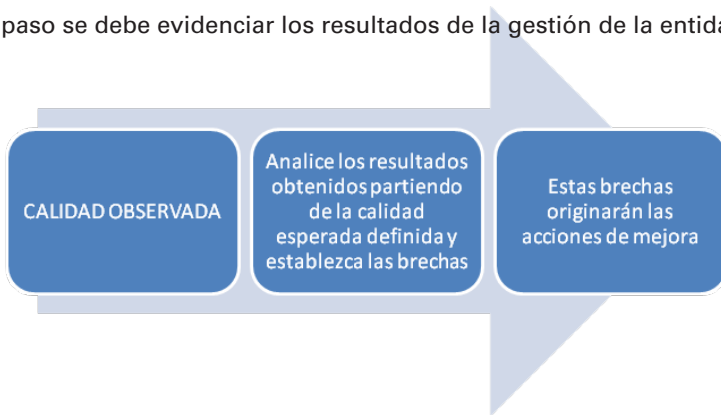 paso se debe evidenciar los resultados de la gestión de la entida
CALIDAD OBSERVADA
Analice los resultados
obtenidos partiendo
de la calidad
esperada definida y
establezca las brechas
Estas brechas
originarán las
acciones de mejora